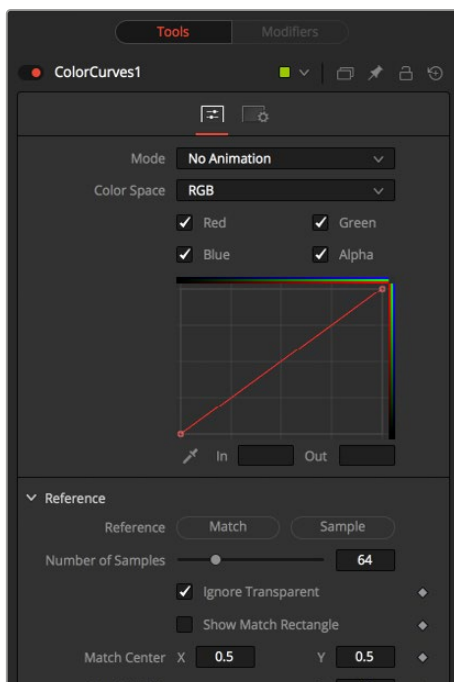 Tools Modifiers
ColorCurves1
Mode No Animation
Color Space RGB
Red Green
Blue Alpha
In Out
Reference
Reference Match Sample
Number of Samples 64
Ignore Transparent
Show Match Rectangle
Match Center X 0.5 Y 0.5